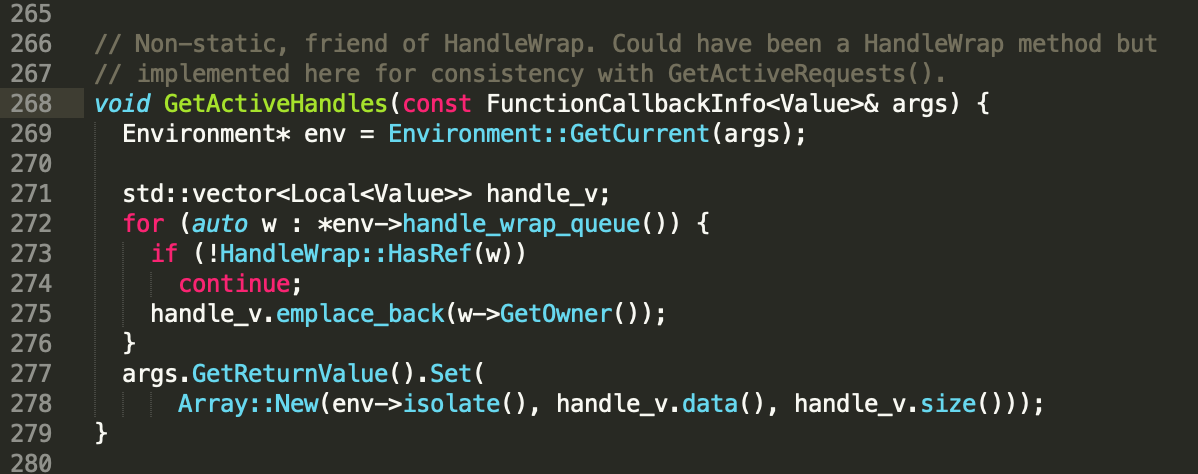 265
266 // Non-static, friend of HandleWrap. Could have been a HandleWrap method but
267 // implemented here for consistency with GetActiveRequests().
268 void GetActiveHandles(const FunctionCallbackInfo<Value>& args) {
269   Environment* env = Environment::GetCurrent(args);
270
271   std::vector<Local<Value>> handle_v;
272   for (auto w : *env->handle_wrap_queue()) {
273     if (!HandleWrap::HasRef(w))
274       continue;
275     handle_v.emplace_back(w->GetOwner());
276   }
277   args.GetReturnValue().Set(
278       Array::New(env->isolate(), handle_v.data(), handle_v.size()));
279 }
280